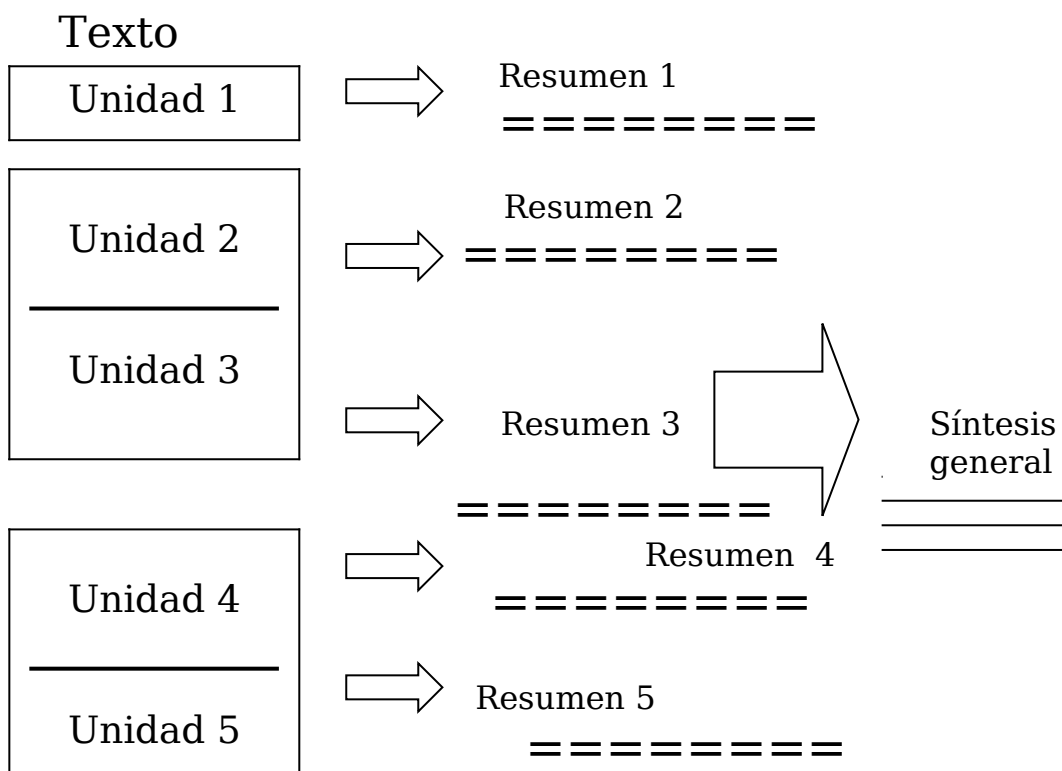 Texto
Unidad 1
Resumen 1
========
Unidad 2
Resumen 2
========
Unidad 3
Resumen 3
========
Síntesis
general
Unidad 4
Resumen  4
========
Unidad 5
Resumen 5
========